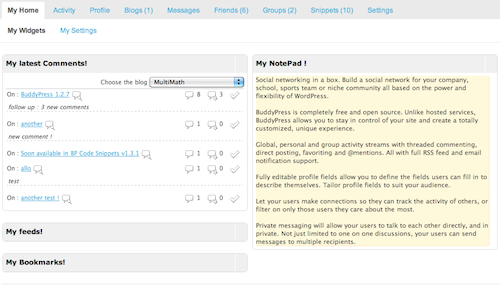 My Home Activity Profile Blogs (1) Messages Friends (6) Groups (2) Snippets (10) Settings
My Widgets My Settings
My latest Comments!
Choose the blog MultiMath
On : BuddyPress 1.2.7 8 3
follow up : 3 new comments
On : another 1 0
new comment !
On : Soon available in BP Code Snippets v1.3.1 1 0
On : allo 1 0
test
On : another test ! 1 0
My feeds!
My Bookmarks!
My NotePad !
Social networking in a box. Build a social network for your company,
school, sports team or niche community all based on the power and
flexibility of WordPress.
BuddyPress is completely free and open source. Unlike hosted services,
BuddyPress allows you to stay in control of your site and create a totally
customized, unique experience.
Global, personal and group activity streams with threaded commenting,
direct posting, favoriting and @mentions. All with full RSS feed and email
notification support.
Fully editable profile fields allow you to define the fields users can fill in to
describe themselves. Tailor profile fields to suit your audience.
Let your users make connections so they can track the activity of others, or
filter on only those users they care about the most.
Private messaging will allow your users to talk to each other directly, and in
private. Not just limited to one on one discussions, your users can send
messages to multiple recipients.